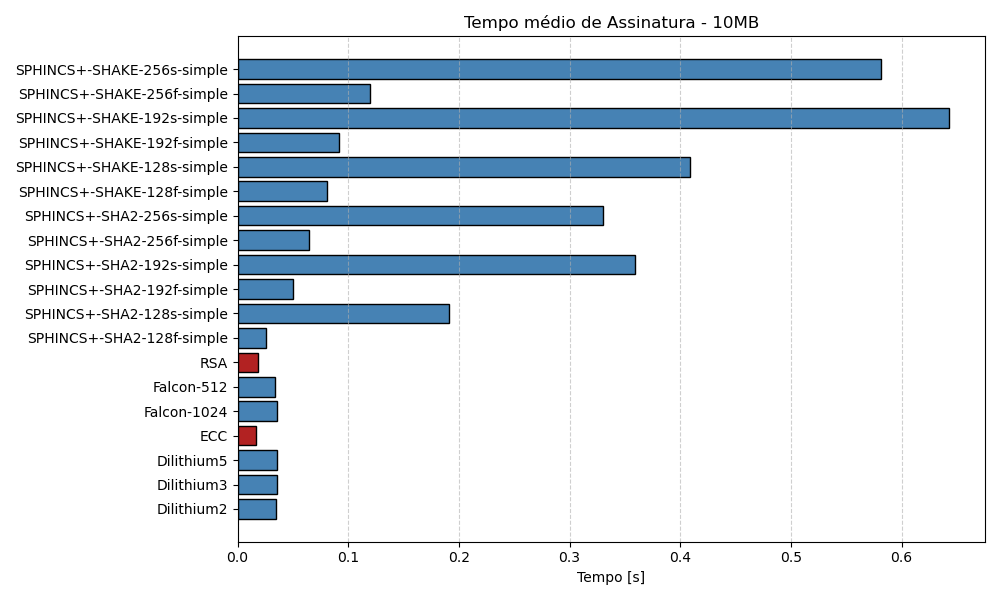 Tempo médio de Assinatura - 10MB
SPHINCS+-SHAKE-256s-simple
SPHINCS+-SHAKE-256f-simple
SPHINCS+-SHAKE-192s-simple
SPHINCS+-SHAKE-192f-simple
SPHINCS+-SHAKE-128s-simple
SPHINCS+-SHAKE-128f-simple
SPHINCS+-SHA2-256s-simple
SPHINCS+-SHA2-256f-simple
SPHINCS+-SHA2-192s-simple
SPHINCS+-SHA2-192f-simple
SPHINCS+-SHA2-128s-simple
SPHINCS+-SHA2-128f-simple
RSA
Falcon-512
Falcon-1024
ECC
Dilithium5
Dilithium3
Dilithium2
0.0 0.1 0.2 0.3 0.4 0.5 0.6
Tempo [s]